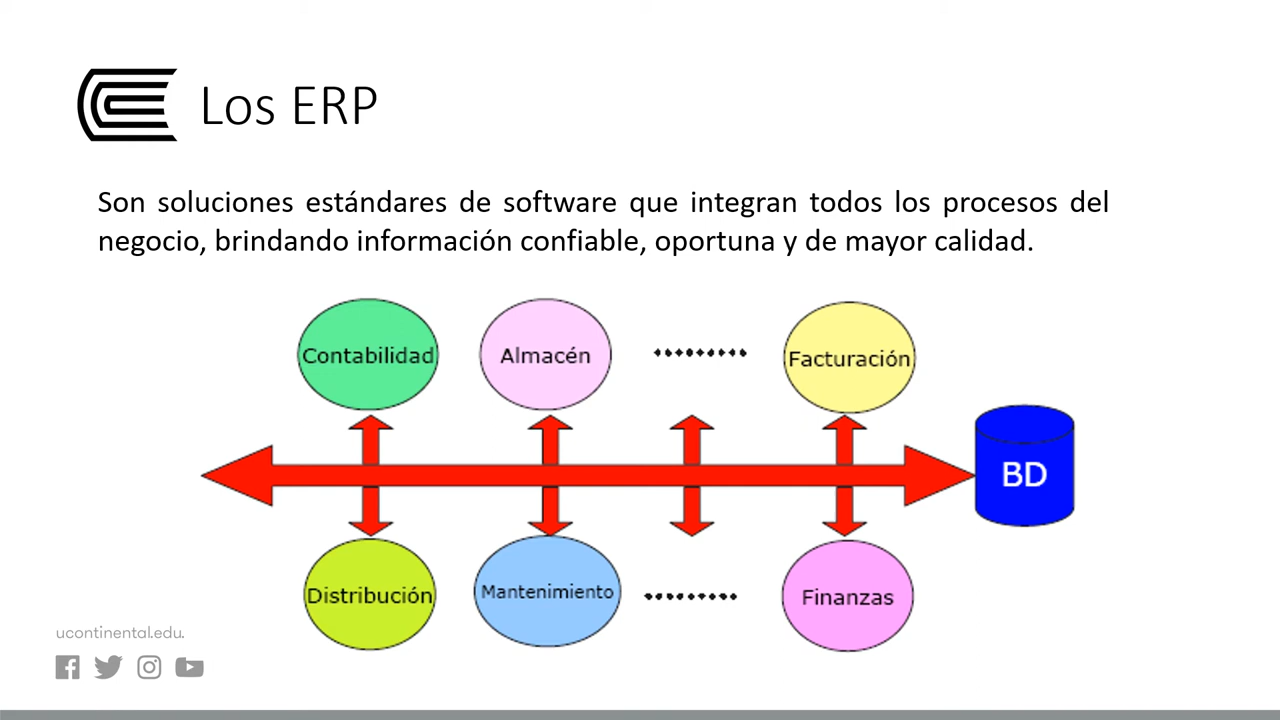 Los ERP
Son soluciones estándares de software que integran todos los procesos del
negocio, brindando información confiable, oportuna y de mayor calidad.
Contabilidad
Almacén
Facturación
BD
Distribución
Mantenimiento
Finanzas
ucontinental.edu.